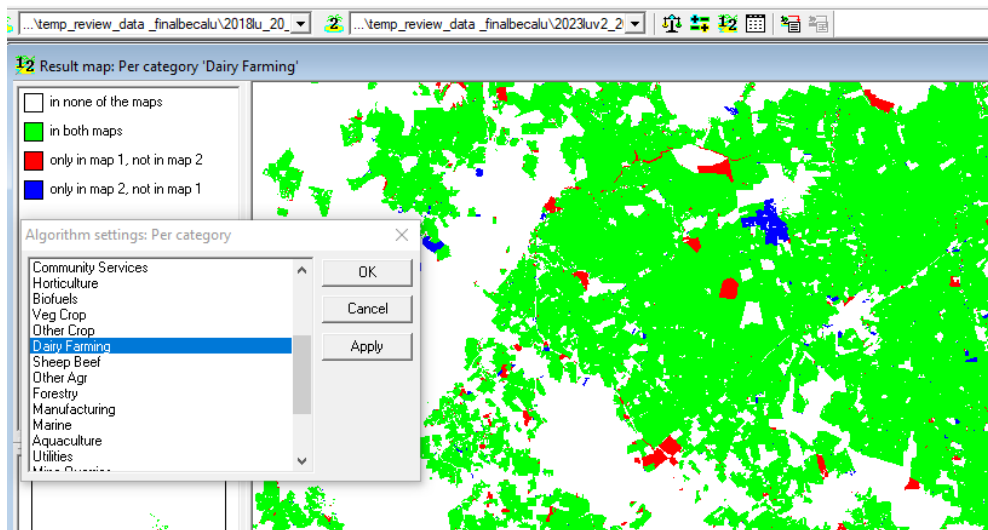 ...\temp_review_data _finalbecalu\2018lu_20_
2 ...\temp_review_data _finalbecalu\2023luv2_2
12 Result map: Per category 'Dairy Farming'
in none of the maps
in both maps
only in map 1, not in map 2
only in map 2, not in map 1
Algorithm settings: Per category
Community Services
Horticulture
Biofuels
Veg Crop
Other Crop
Dairy Farming
Sheep Beef
Other Agr
Forestry
Manufacturing
Marine
Aquaculture
Utilities
OK
Cancel
Apply